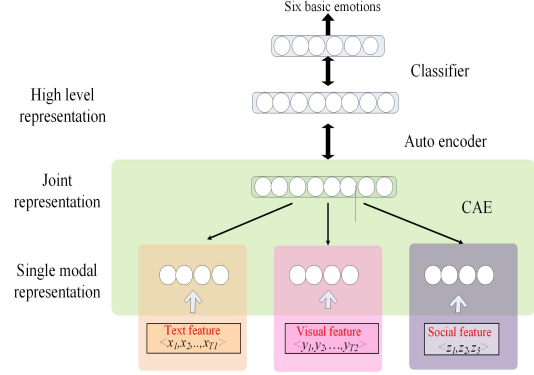 Six basic emotions
Classifier
High level
representation
Auto encoder
Joint
representation
CAE
Single modal
representation
Text feature
<x1,x2,..,xT1>
Visual feature
<y1,y2,…,yT2>
Social feature
<z1,z2,z3>